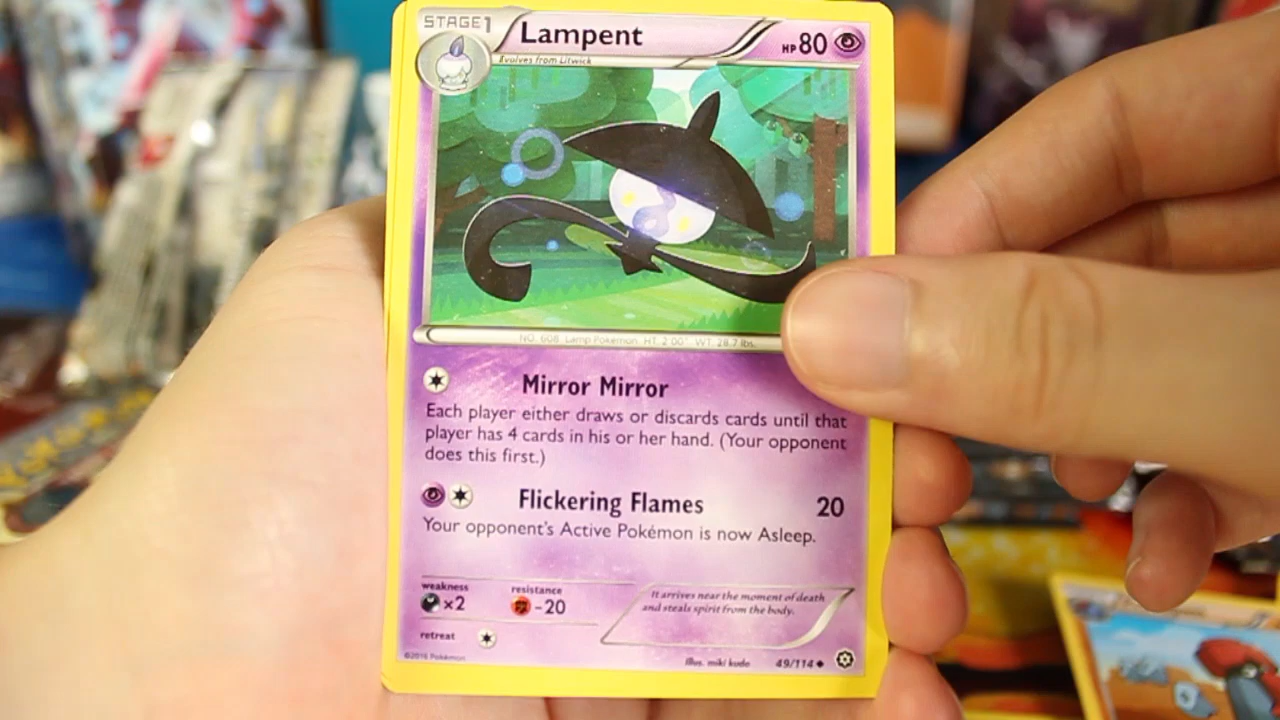 STAGE1
Lampent
HP 80
Evolves from Litwick
NO. 608 Lamp Pokémon HT: 2'00" WT: 28.7 lbs.
Mirror Mirror
Each player either draws or discards cards until that
player has 4 cards in his or her hand. (Your opponent
does this first.)
Flickering Flames 20
Your opponent's Active Pokémon is now Asleep.
weakness
×2
resistance
-20
It arrives near the moment of death
and steals spirit from the body.
retreat
©2016 Pokémon
Illus. miki kudo
49/114